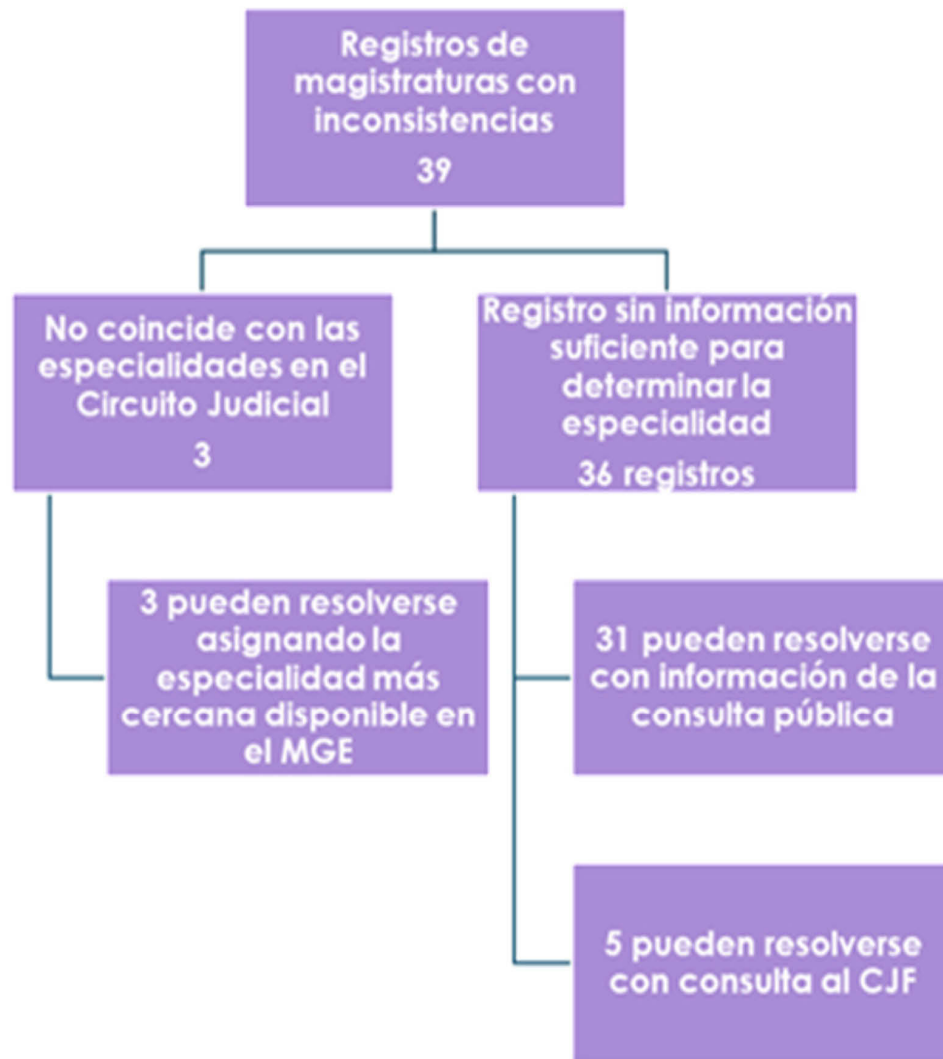 Registros de
magistraturas con
inconsistencias
39
No coincide con las
especialidades en el
Circuito Judicial
3
Registro sin información
suficiente para
determinar la
especialidad
36 registros
3 pueden resolverse
asignando la
especialidad más
cercana disponible en
el MGE
31 pueden resolverse
con información de la
consulta pública
5 pueden resolverse
con consulta al CJF